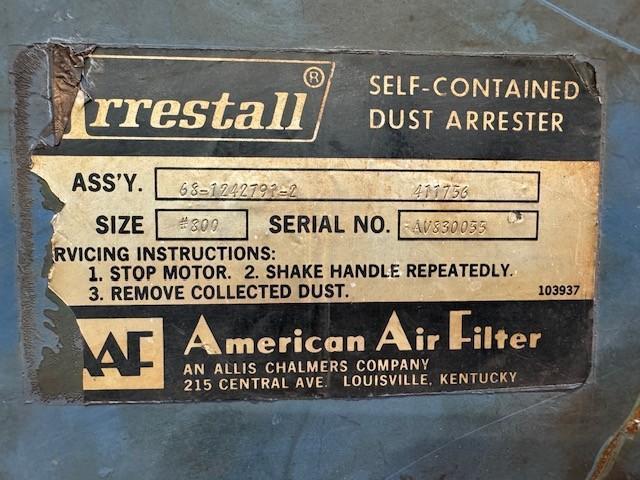 rrestall®
SELF-CONTAINED
DUST ARRESTER
ASS'Y. 68-1242791-2 411756
SIZE #800 SERIAL NO. AV830055
RVICING INSTRUCTIONS:
1. STOP MOTOR. 2. SHAKE HANDLE REPEATEDLY.
3. REMOVE COLLECTED DUST.
103937
AAF American Air Filter
AN ALLIS CHALMERS COMPANY
215 CENTRAL AVE. LOUISVILLE, KENTUCKY